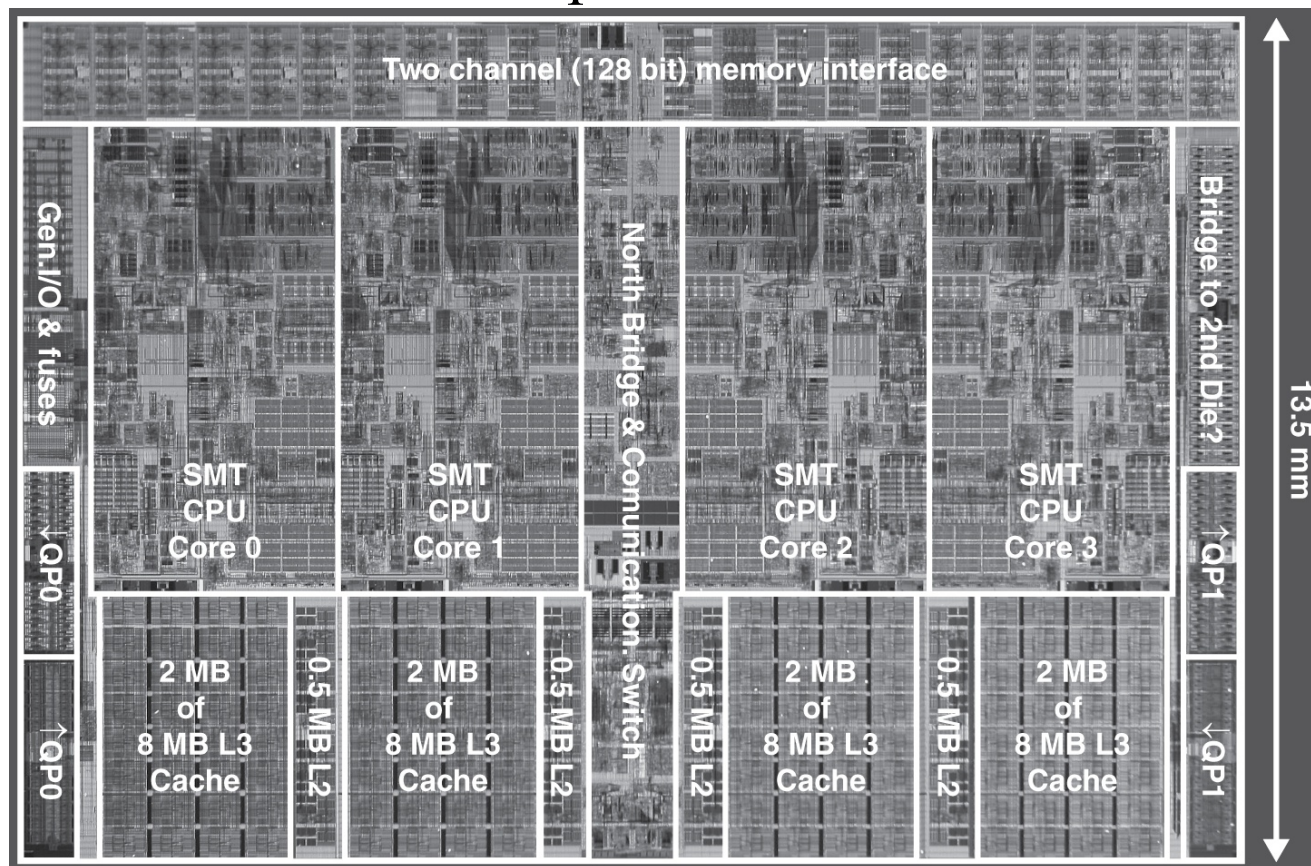 Two channel (128 bit) memory interface
Gen.I/O & fuses
SMT
CPU
Core 0
SMT
CPU
Core 1
North Bridge & Communication. Switch
SMT
CPU
Core 2
SMT
CPU
Core 3
Bridge to 2nd Die?
13.5 mm
↓QP0
↑QP0
2 MB
of
8 MB L3
Cache
0.5 MB L2
2 MB
of
8 MB L3
Cache
0.5 MB L2
0.5 MB L2
2 MB
of
8 MB L3
Cache
0.5 MB L2
2 MB
of
8 MB L3
Cache
↑QP1
↓QP1